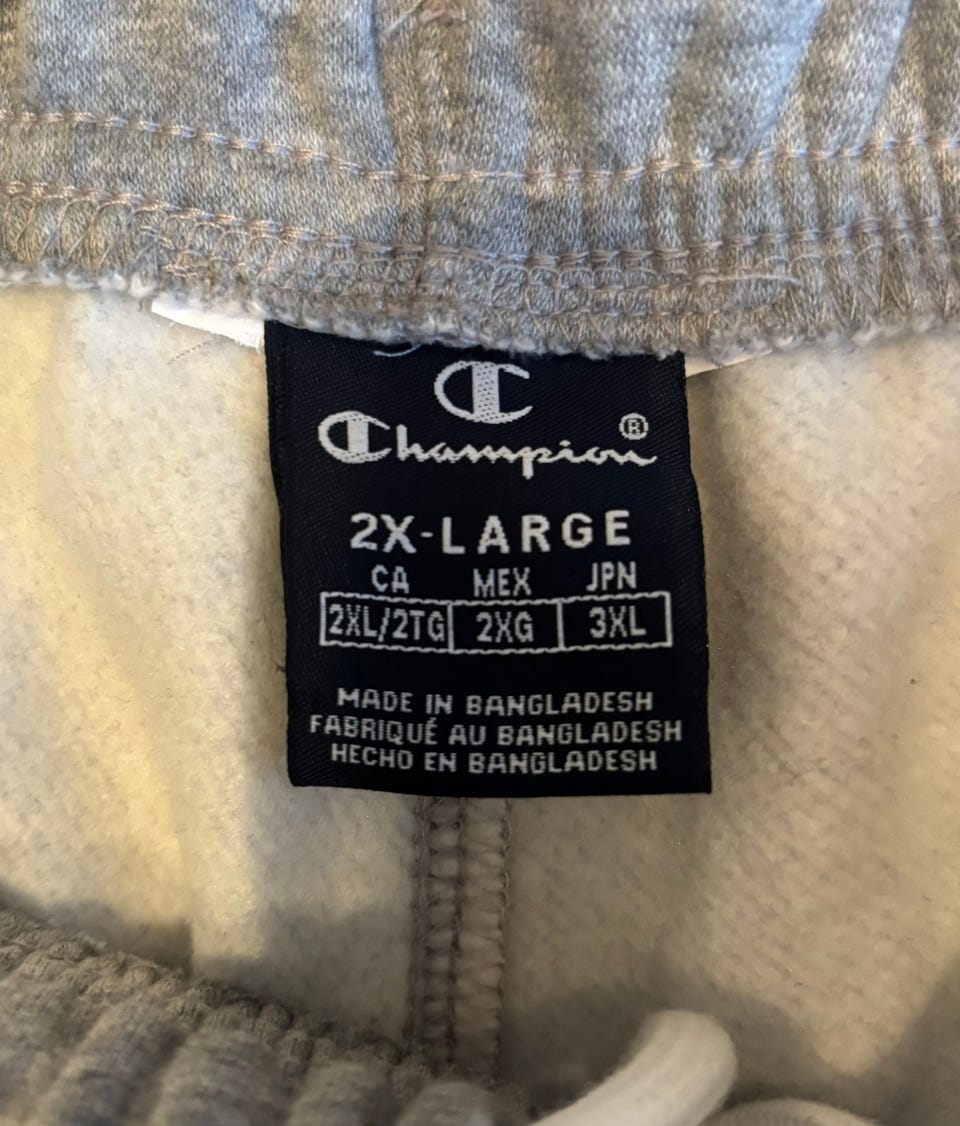 C
Champion®
2X-LARGE
CA MEX JPN
2XL/2TG 2XG 3XL
MADE IN BANGLADESH
FABRIQUÉ AU BANGLADESH
HECHO EN BANGLADESH